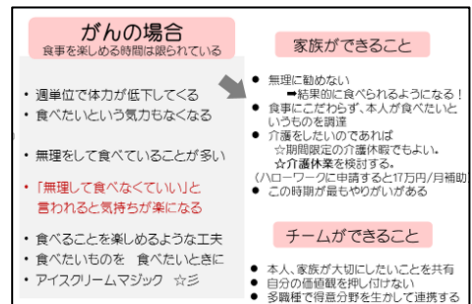 がんの場合
食事を楽しめる時間は限られている
・週単位で体力が低下してくる
・食べたいという気力もなくなる
・無理をして食べていることが多い
・「無理して食べなくていい」と
言われると気持ちが楽になる
・食べることを楽しめるような工夫
・食べたいものを 食べたいときに
・アイスクリームマジック ☆彡
家族ができること
● 無理に勧めない
➡結果的に食べられるようになる！
● 食事にこだわらず、本人が食べたいと
いうものを調達
● 介護をしたいのであれば
☆期間限定の介護休暇でもよい。
☆介護休業を検討する。
(ハローワークに申請すると17万円/月補助)
● この時期が最もやりがいがある
チームができること
● 本人、家族が大切にしたいことを共有
● 自分の価値観を押し付けない
● 多職種で得意分野を生かして連携する